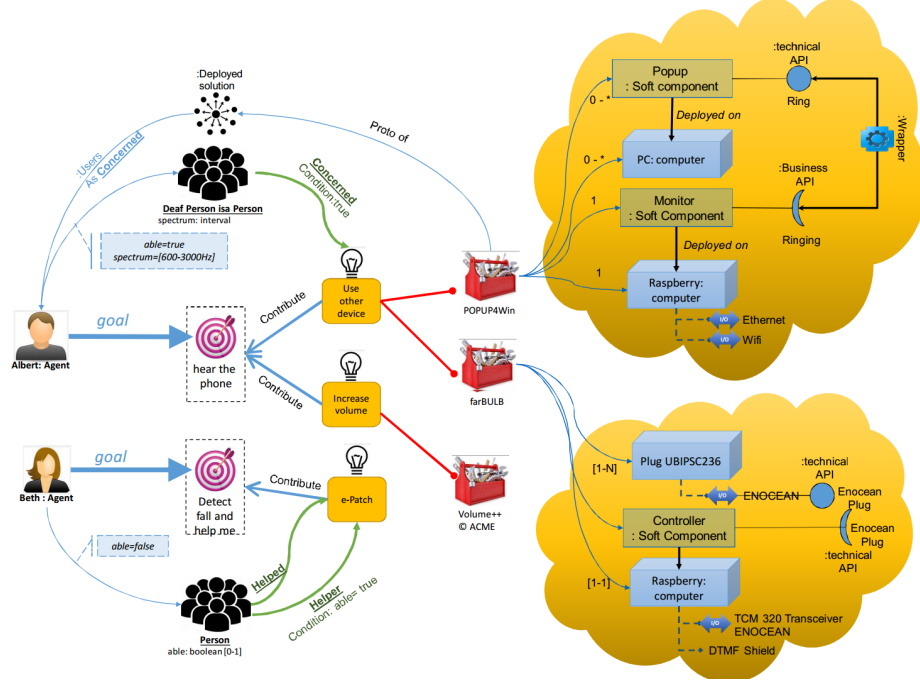 :Deployed
solution
:Users
As Concerned
Deaf Person isa Person
spectrum: interval
able=true
spectrum=[600-3000Hz]
Concerned
Condition:true
Proto of
Albert: Agent
goal
hear the
phone
Contribute
Use
other
device
Contribute
Increase
volume
POPUP4Win
farBULB
Volume++
© ACME
Beth : Agent
goal
Detect
fall and
help me
Contribute
e-Patch
able=false
Helped
Helper
Condition: able= true
Person
able: boolean [0-1]
0 - *
Popup
: Soft component
:technical
API
Ring
Deployed on
0 - *
PC: computer
:Wrapper
1
Monitor
: Soft Component
:Business
API
Ringing
Deployed on
1
Raspberry:
computer
I/O
Ethernet
I/O
Wifi
[1-N]
Plug UBIPSC236
:technical
API
I/O
ENOCEAN
Enocean
Plug
Controller
: Soft Component
Enocean
Plug
:technical
API
[1-1]
Raspberry:
computer
I/O
TCM 320 Transceiver
ENOCEAN
DTMF Shield